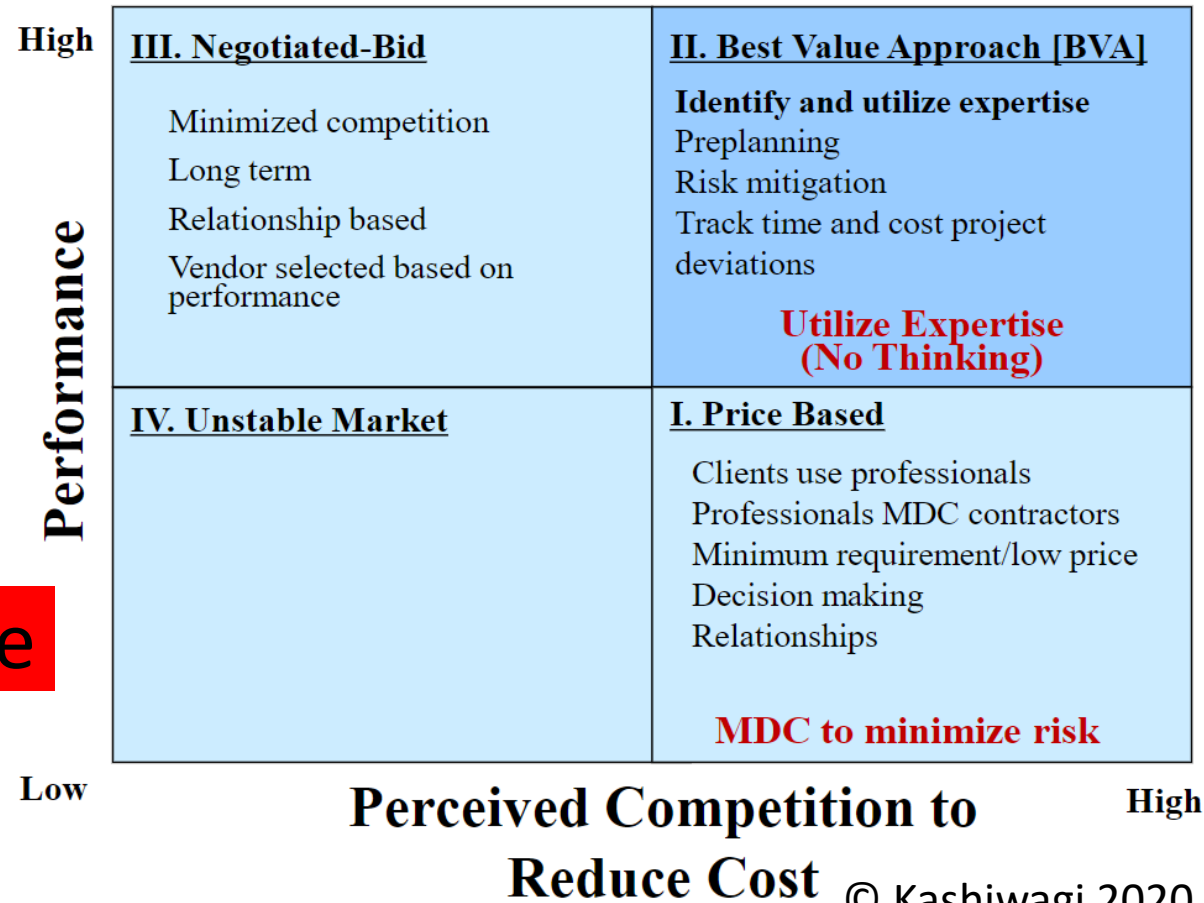 High
III. Negotiated-Bid
Minimized competition
Long term
Relationship based
Vendor selected based on
performance
II. Best Value Approach [BVA]
Identify and utilize expertise
Preplanning
Risk mitigation
Track time and cost project
deviations
Utilize Expertise
(No Thinking)
Performance
IV. Unstable Market
I. Price Based
Clients use professionals
Professionals MDC contractors
Minimum requirement/low price
Decision making
Relationships
MDC to minimize risk
Low
Perceived Competition to
Reduce Cost
High
© Kashiwagi 2020